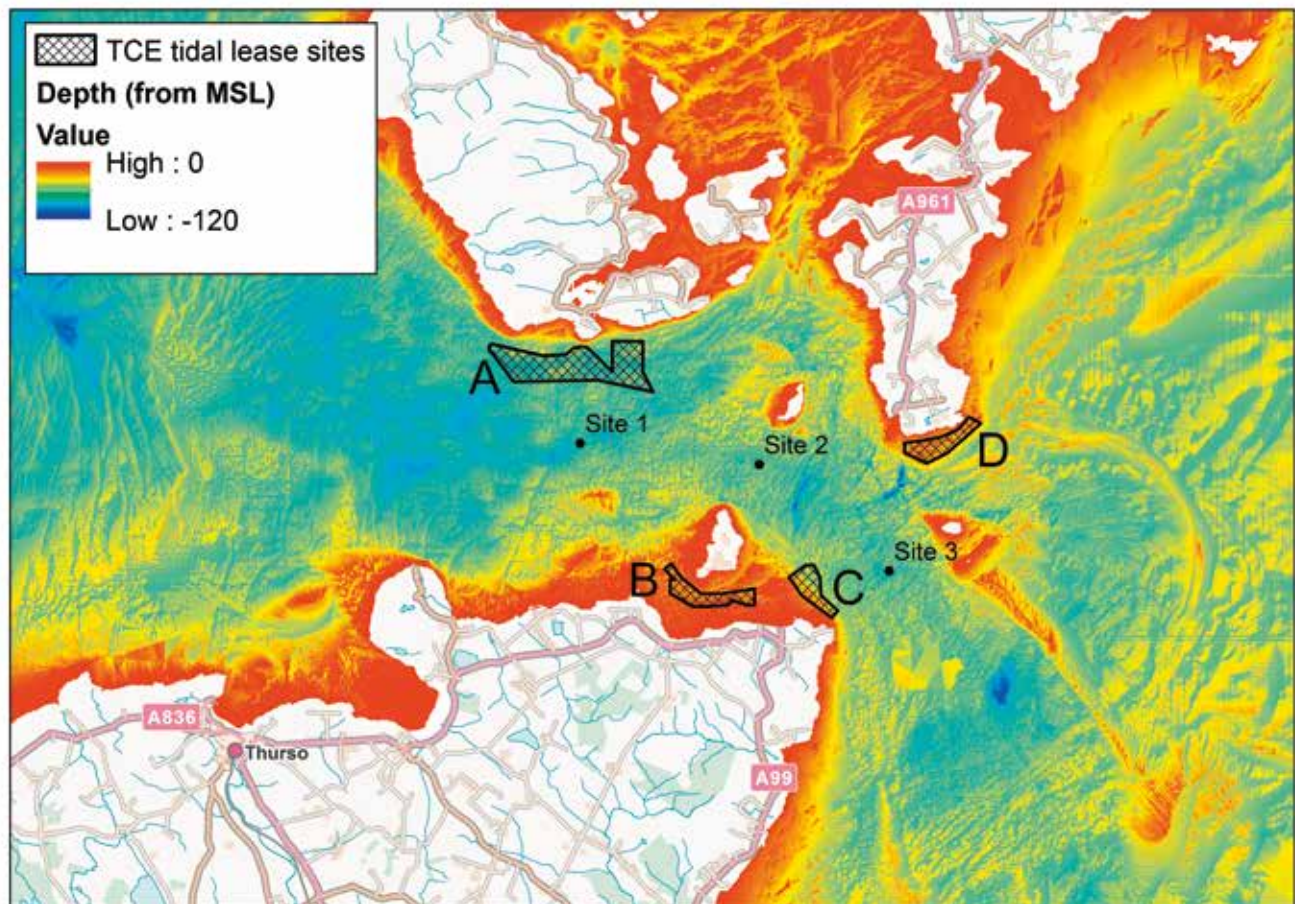 TCE tidal lease sites
Depth (from MSL)
Value
High : 0
Low : -120
A961
A
Site 1
Site 2
D
Site 3
B
C
A836
Thurso
A99